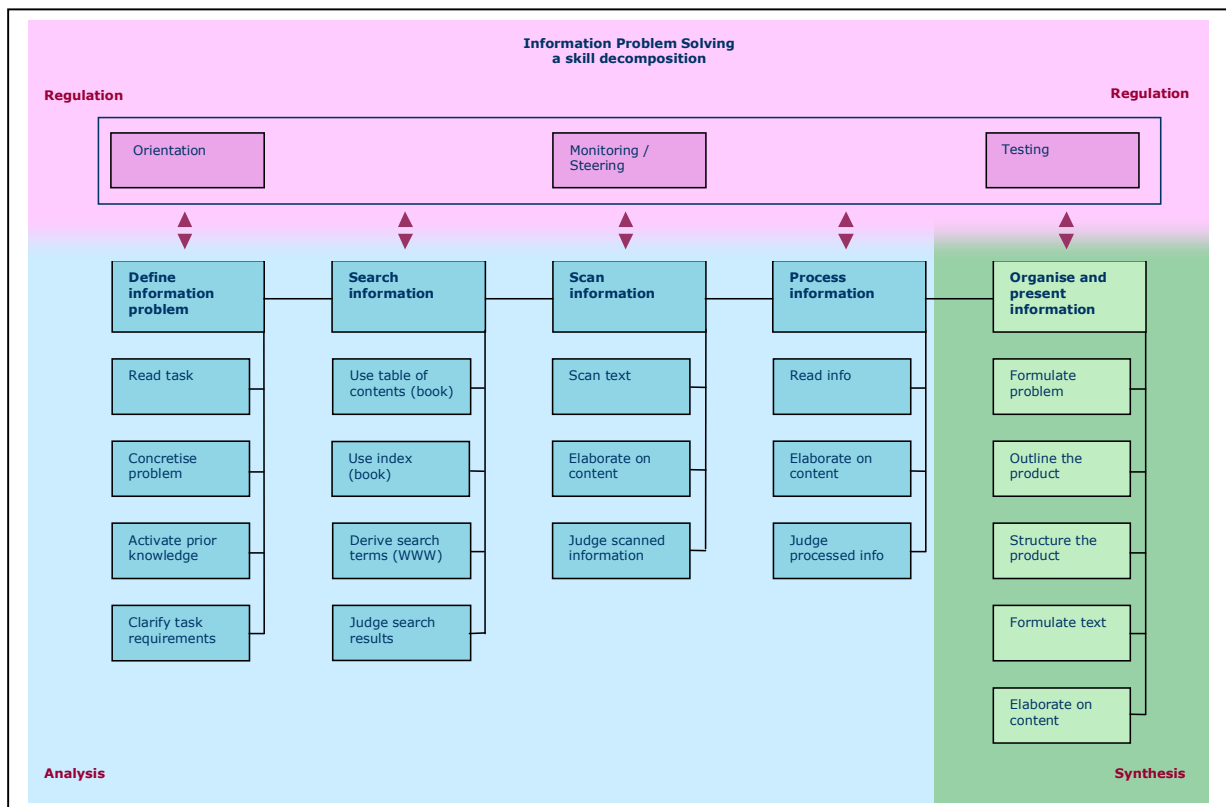 Information Problem Solving
a skill decomposition
Regulation
Regulation
Orientation
Monitoring /
Steering
Testing
Define
information
problem
Search
information
Scan
information
Process
information
Organise and
present
information
Read task
Use table of
contents (book)
Scan text
Read info
Formulate
problem
Concretise
problem
Use index
(book)
Elaborate on
content
Elaborate on
content
Outline the
product
Activate prior
knowledge
Derive search
terms (WWW)
Judge scanned
information
Judge
processed info
Structure the
product
Clarify task
requirements
Judge search
results
Formulate text
Elaborate on
content
Analysis
Synthesis